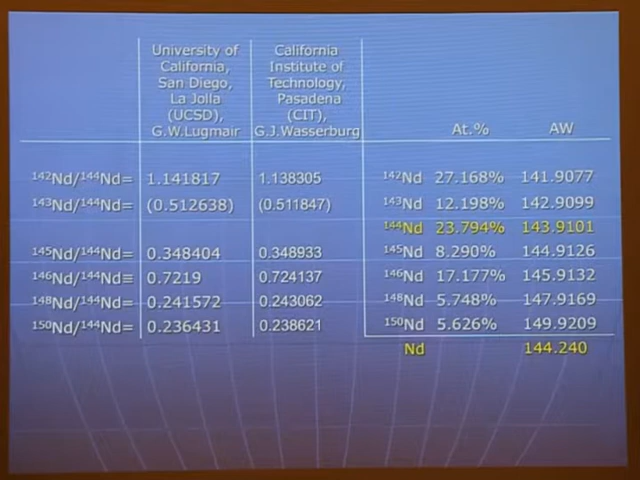 University of California, San Diego, La Jolla (UCSD), G.W.Lugmair
California Institute of Technology, Pasadena (CIT), G.J.Wasserburg
At.% AW
¹⁴²Nd/¹⁴⁴Nd= 1.141817 1.138305 ¹⁴²Nd 27.168% 141.9077
¹⁴³Nd/¹⁴⁴Nd= (0.512638) (0.511847) ¹⁴³Nd 12.198% 142.9099
¹⁴⁴Nd 23.794% 143.9101
¹⁴⁵Nd/¹⁴⁴Nd= 0.348404 0.348933 ¹⁴⁵Nd 8.290% 144.9126
¹⁴⁶Nd/¹⁴⁴Nd≡ 0.7219 0.724137 ¹⁴⁶Nd 17.177% 145.9132
¹⁴⁸Nd/¹⁴⁴Nd= 0.241572 0.243062 ¹⁴⁸Nd 5.748% 147.9169
¹⁵⁰Nd/¹⁴⁴Nd= 0.236431 0.238621 ¹⁵⁰Nd 5.626% 149.9209
Nd 144.240